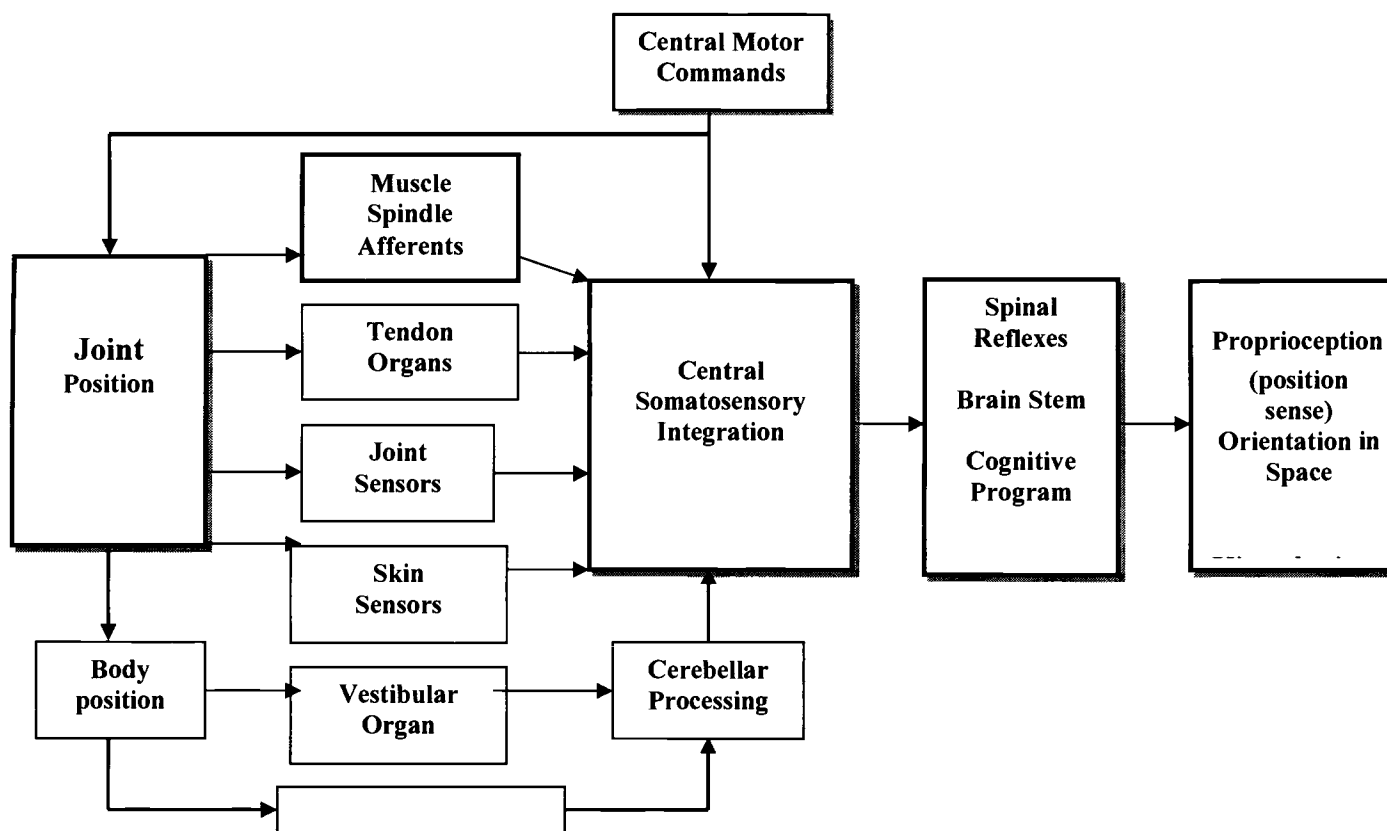 Central Motor
Commands
Muscle
Spindle
Afferents
Joint
Position
Tendon
Organs
Joint
Sensors
Skin
Sensors
Central
Somatosensory
Integration
Spinal
Reflexes
Brain Stem
Cognitive
Program
Proprioception
(position
sense)
Orientation in
Space
Body
position
Vestibular
Organ
Cerebellar
Processing